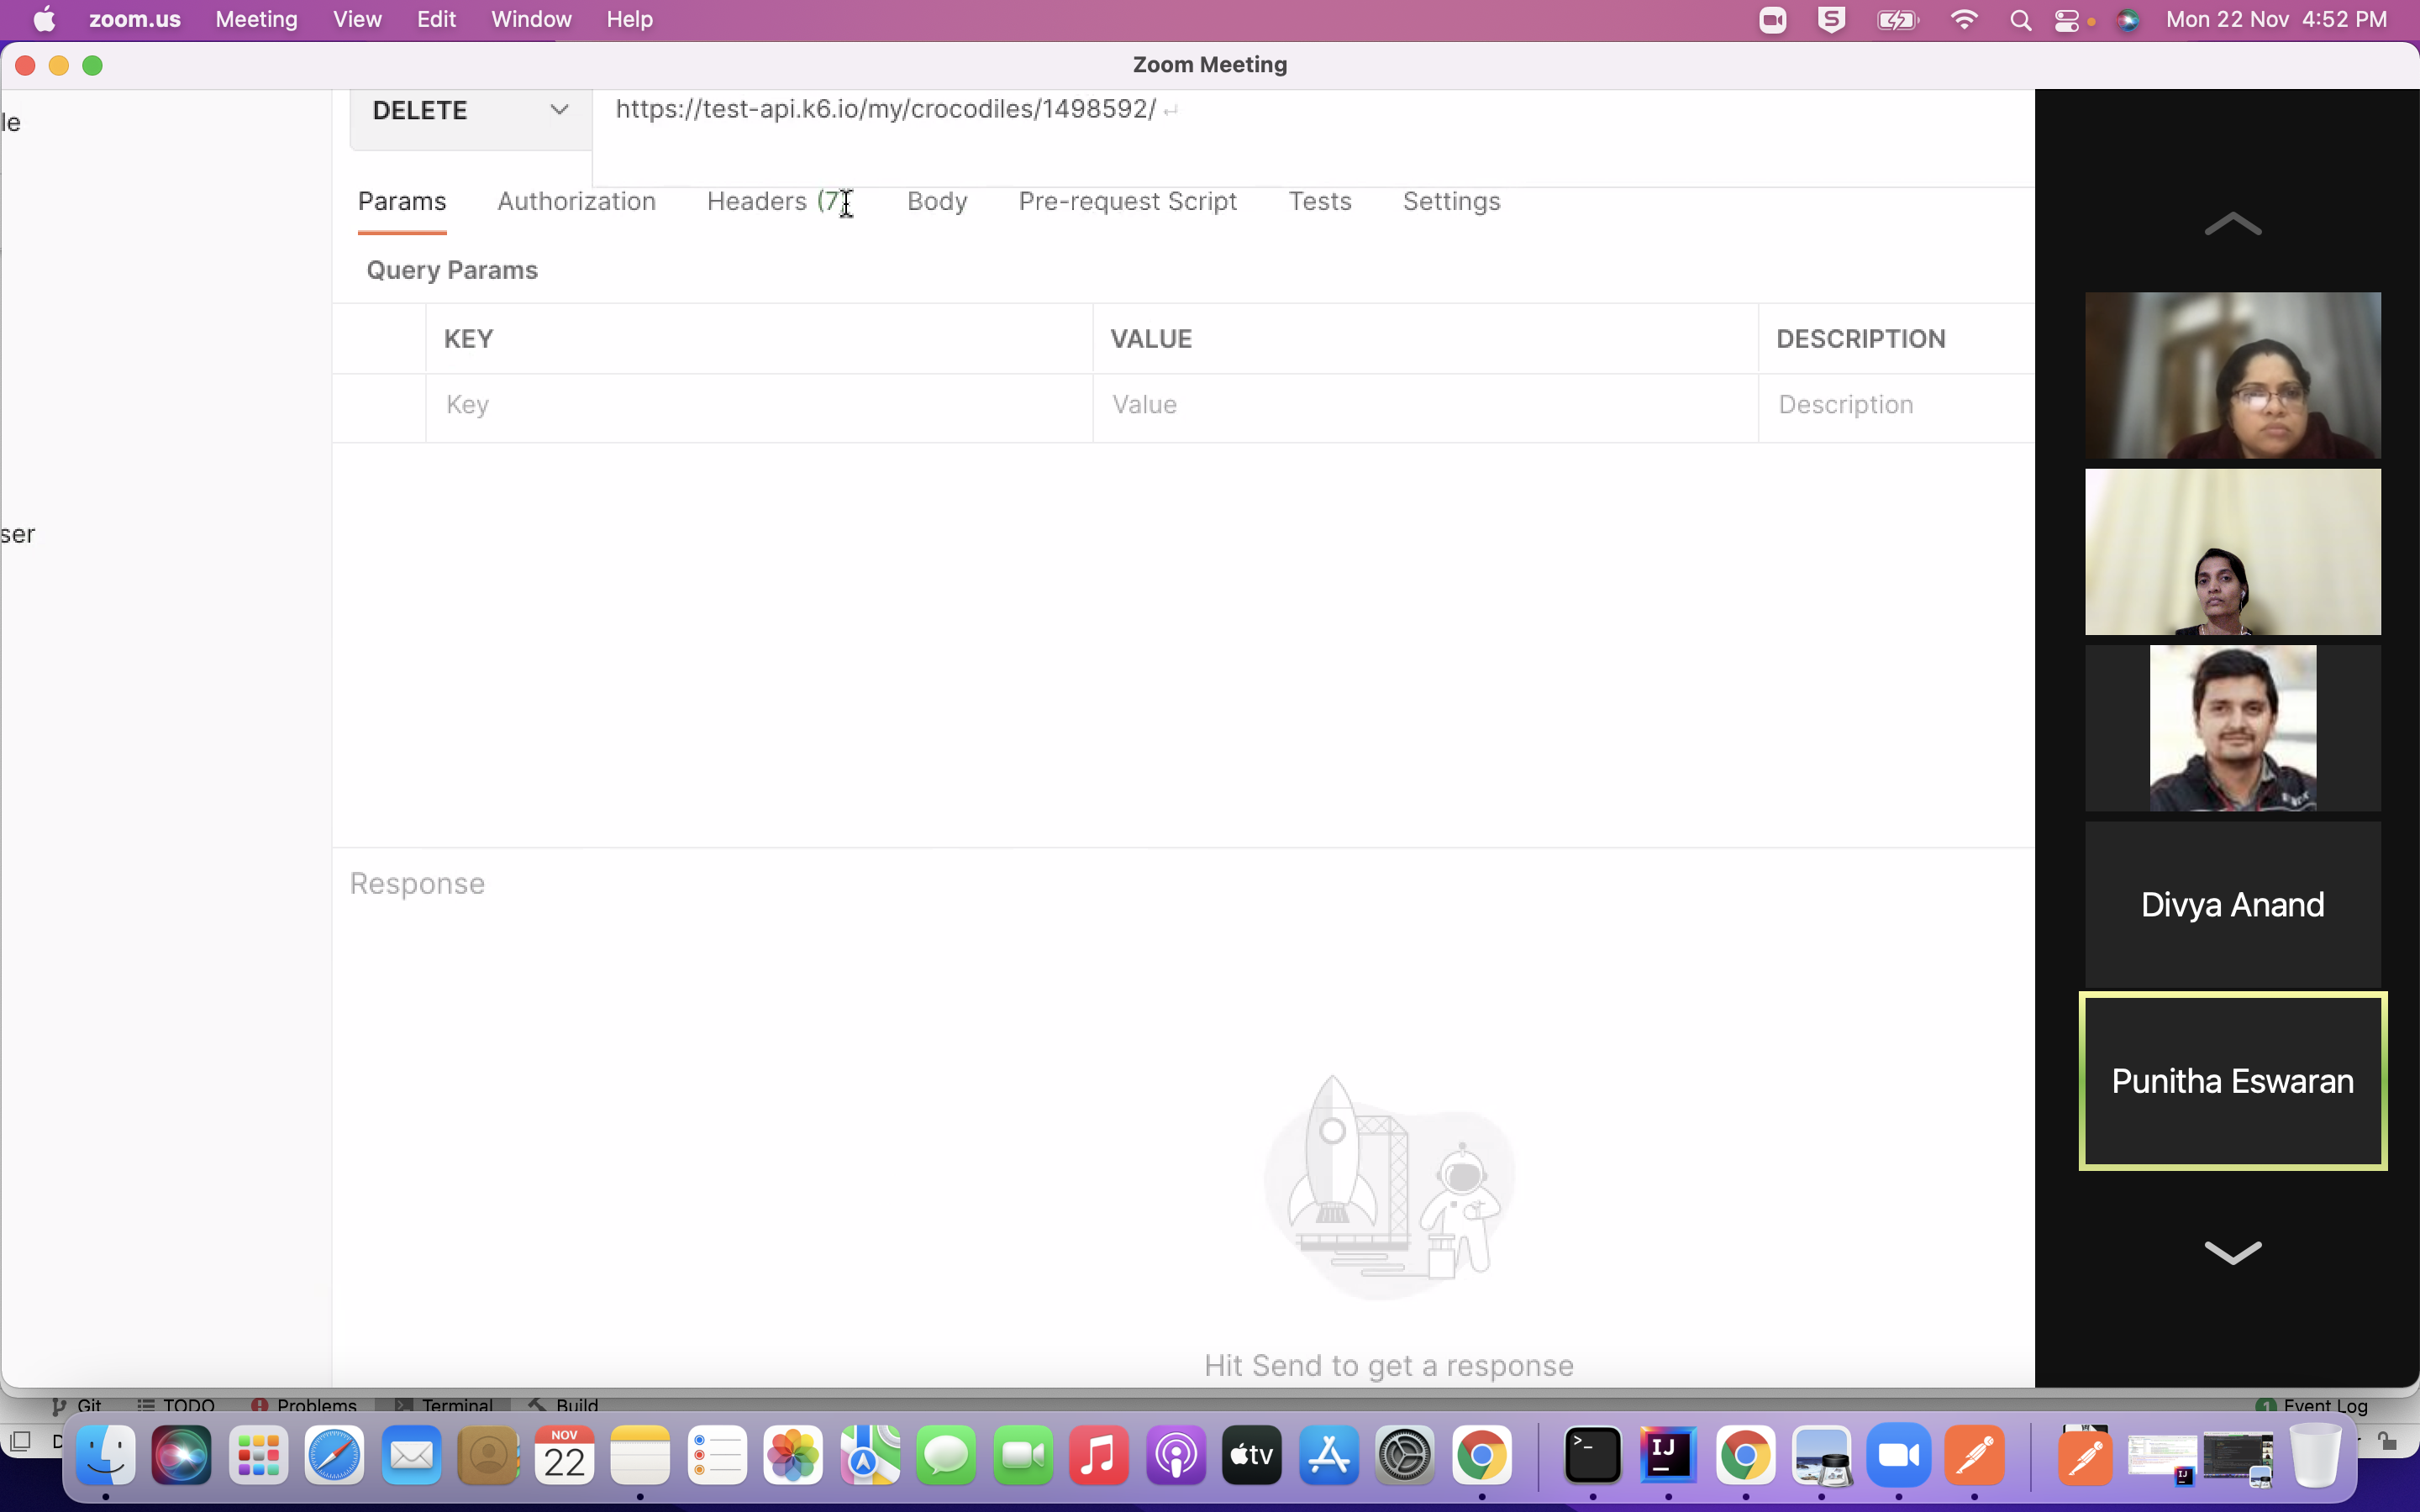 zoom.us Meeting View Edit Window Help Mon 22 Nov 4:52 PM
Zoom Meeting
le
DELETE https://test-api.k6.io/my/crocodiles/1498592/
Params Authorization Headers (7) Body Pre-request Script Tests Settings
Query Params
KEY VALUE DESCRIPTION
Key Value Description
ser
Response
Hit Send to get a response
Divya Anand
Punitha Eswaran
Git TODO Problems Terminal Build 1 Event Log
D
NOV
22
tv
IJ